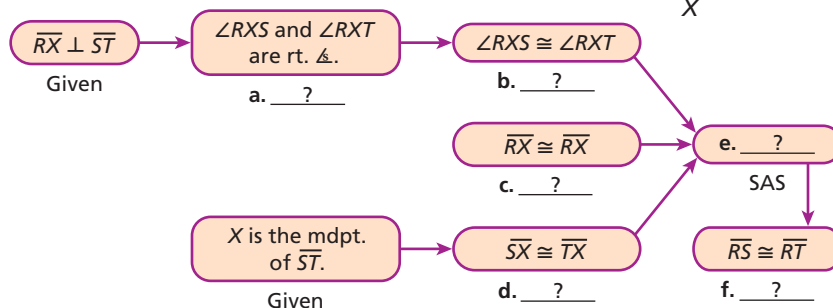 X
RX ⊥ ST
Given
∠RXS and ∠RXT
are rt. ∠s.
a. ?
∠RXS ≅ ∠RXT
b. ?
RX ≅ RX
c. ?
e. ?
SAS
X is the mdpt.
of ST.
Given
SX ≅ TX
d. ?
RS ≅ RT
f. ?